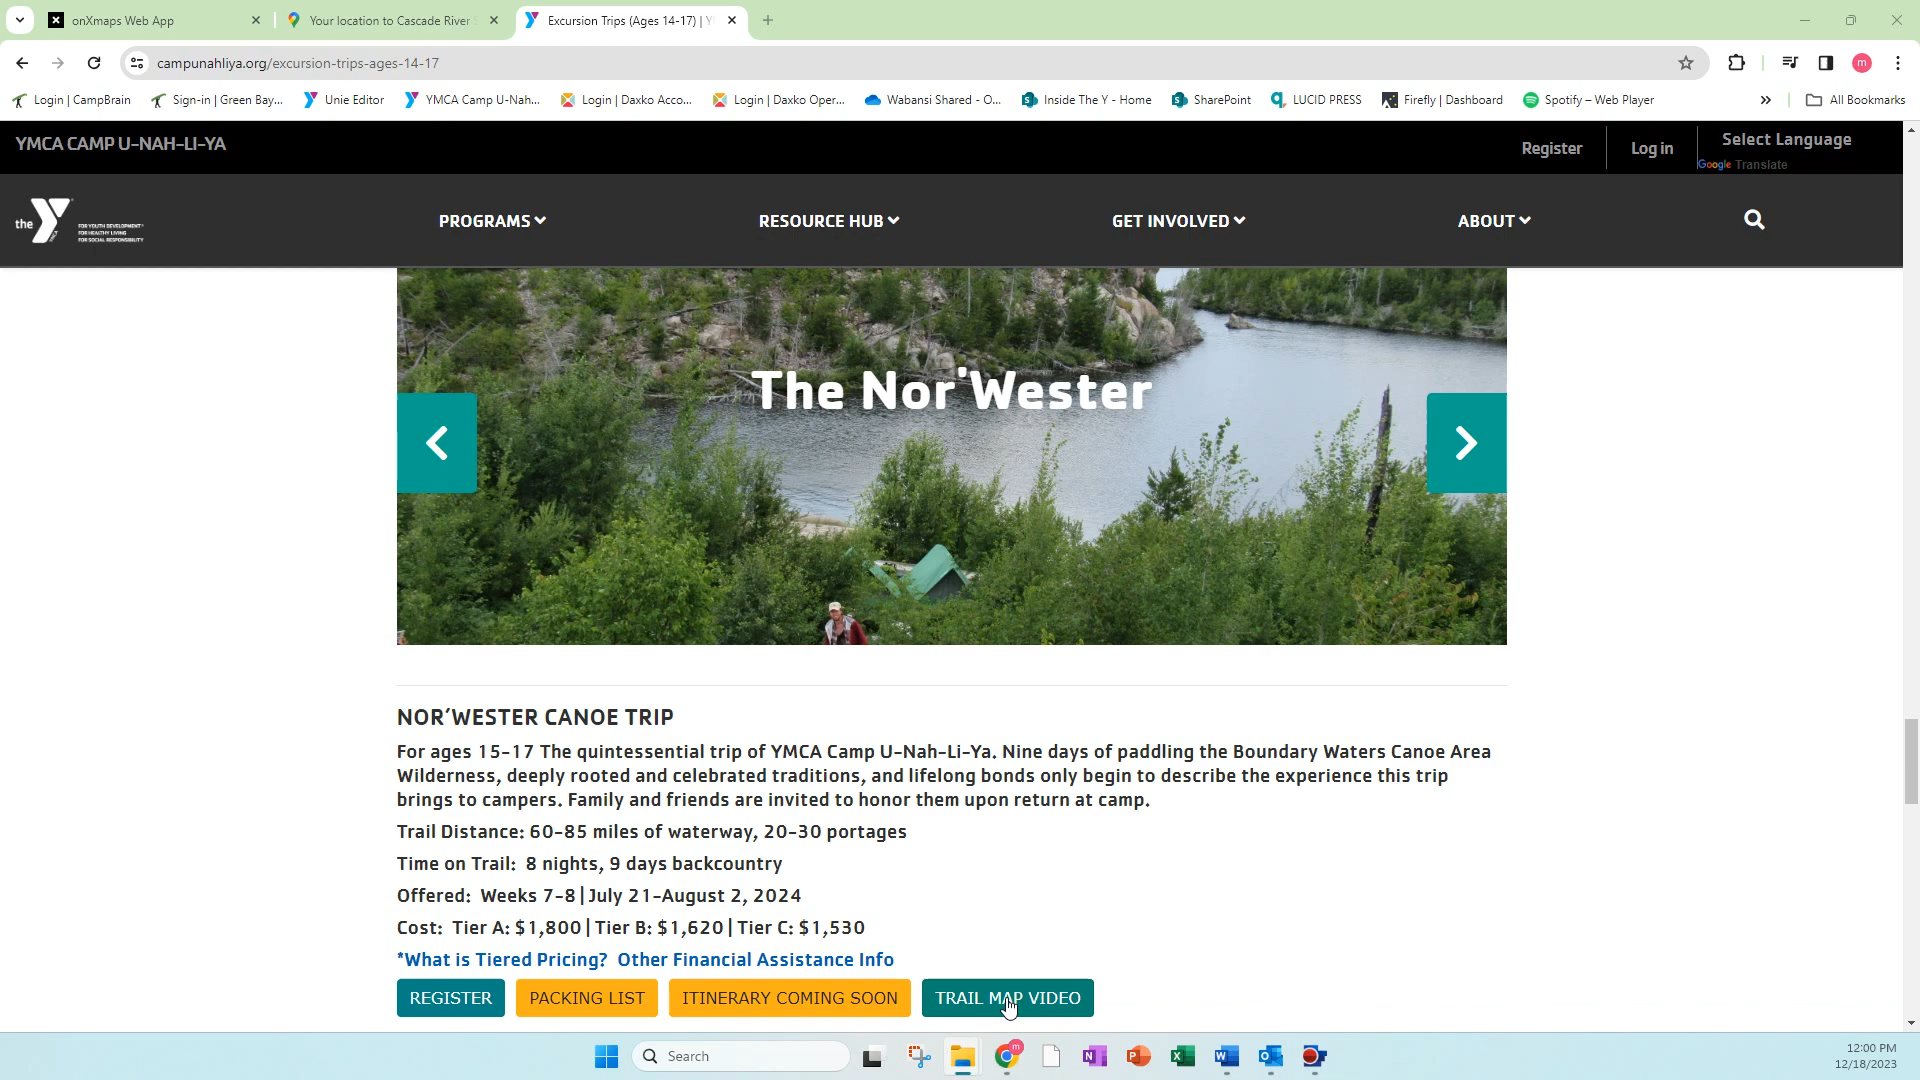 onXmaps Web App
Your location to Cascade River S
Excursion Trips (Ages 14-17) | Y
campunahliya.org/excursion-trips-ages-14-17
Login | CampBrain
Sign-in | Green Bay...
Unie Editor
YMCA Camp U-Nah...
Login | Daxko Acco...
Login | Daxko Oper...
Wabansi Shared - O...
Inside The Y - Home
SharePoint
LUCID PRESS
Firefly | Dashboard
Spotify – Web Player
»
All Bookmarks
YMCA CAMP U-NAH-LI-YA
Register
Log in
Select Language
Google Translate
the Y
FOR YOUTH DEVELOPMENT®
FOR HEALTHY LIVING
FOR SOCIAL RESPONSIBILITY
PROGRAMS
RESOURCE HUB
GET INVOLVED
ABOUT
The Nor'Wester
NOR’WESTER CANOE TRIP
For ages 15-17 The quintessential trip of YMCA Camp U-Nah-Li-Ya. Nine days of paddling the Boundary Waters Canoe Area
Wilderness, deeply rooted and celebrated traditions, and lifelong bonds only begin to describe the experience this trip
brings to campers. Family and friends are invited to honor them upon return at camp.
Trail Distance: 60-85 miles of waterway, 20-30 portages
Time on Trail: 8 nights, 9 days backcountry
Offered: Weeks 7-8 | July 21-August 2, 2024
Cost: Tier A: $1,800 | Tier B: $1,620 | Tier C: $1,530
*What is Tiered Pricing? Other Financial Assistance Info
REGISTER
PACKING LIST
ITINERARY COMING SOON
TRAIL MAP VIDEO
Search
12:00 PM
12/18/2023